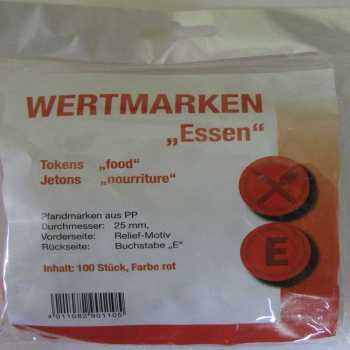 WERTMARKEN
„Essen“
Tokens „food“
Jetons „nourriture“
Pfandmarken aus PP
Durchmesser: 25 mm,
Vorderseite: Relief-Motiv
Rückseite: Buchstabe „E“
E
Inhalt: 100 Stück, Farbe rot
4011082901105